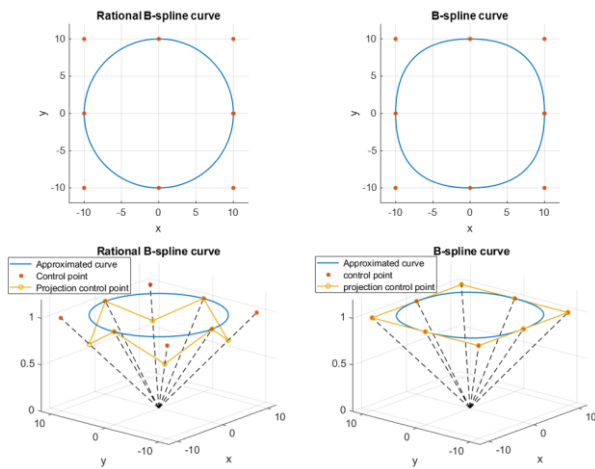 Rational B-spline curve
10
5
0
-5
-10
y
-10
-5
0
5
10
x
B-spline curve
10
5
0
-5
-10
y
-10
-5
0
5
10
x
Rational B-spline curve
Approximated curve
Control point
Projection control point
1
0.5
0
10
0
-10
y
-10
0
10
x
B-spline curve
Approximated curve
control point
projection control point
1
0.5
0
10
0
-10
y
-10
0
10
x